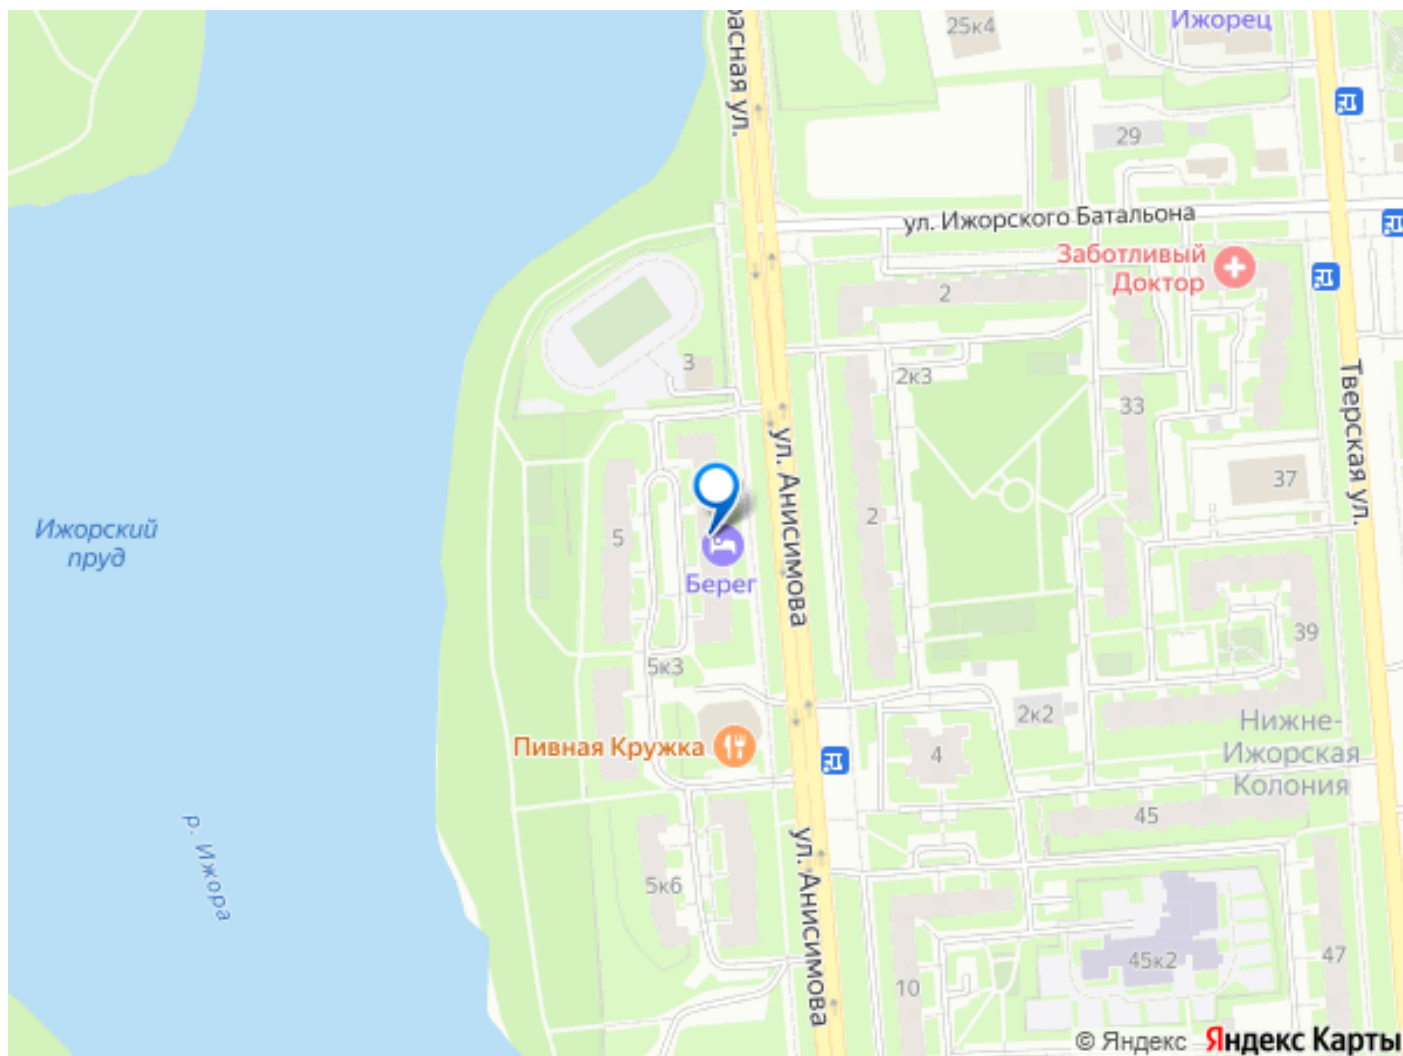 Ижорец
25к4
расная ул.
29
ул. Ижорского Батальона
Заботливый
Доктор
2
3
2к3
33
Тверская ул.
ул. Анисимова
37
Ижорский
пруд
5
2
Берег
39
5к3
2к2
Нижне-
Ижорская
Колония
Пивная Кружка
4
45
р. Ижора
ул. Анисимова
5к6
45к2
47
10
© Яндекс Яндекс Карты